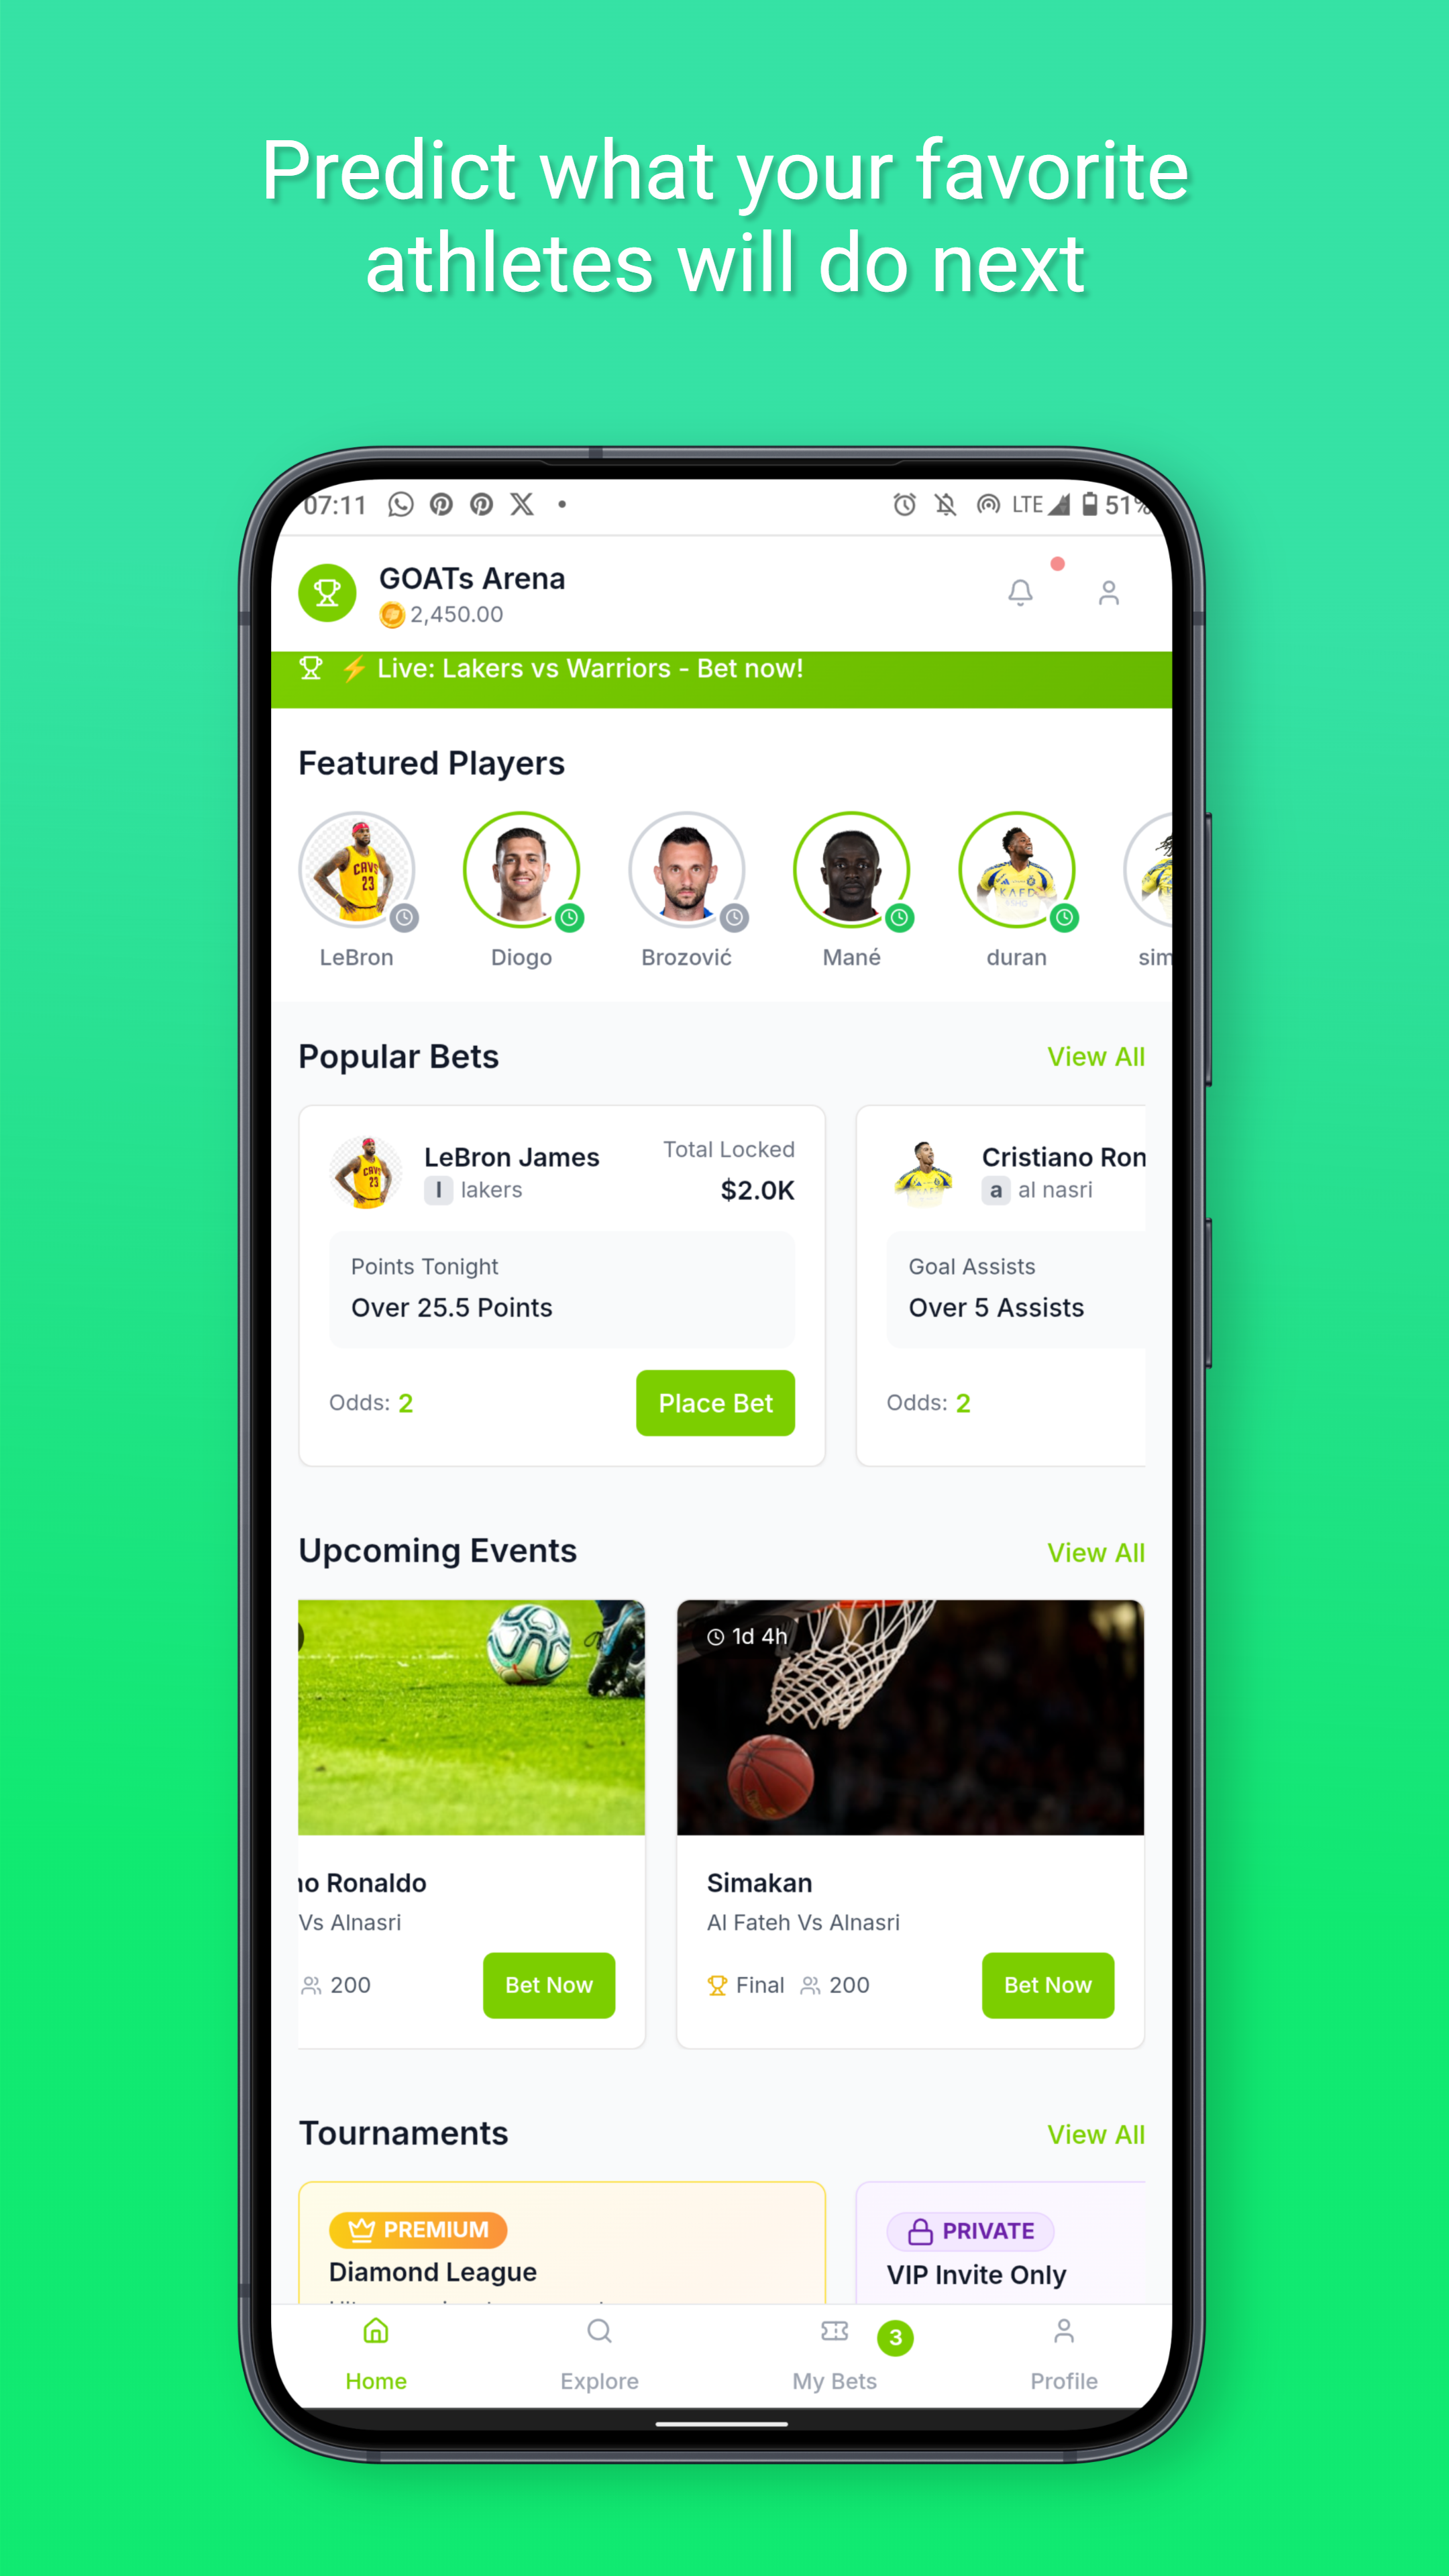 Predict what your favorite
athletes will do next
07:11
LTE 51%
GOATs Arena
2,450.00
⚡ Live: Lakers vs Warriors - Bet now!
Featured Players
CAVS
23
KAFD
LeBron
Diogo
Brozović
Mané
duran
sim
Popular Bets
View All
LeBron James
l lakers
Total Locked
$2.0K
Points Tonight
Over 25.5 Points
Odds: 2
Place Bet
Cristiano Ron
a al nasri
Goal Assists
Over 5 Assists
Odds: 2
Upcoming Events
View All
no Ronaldo
Vs Alnasri
200
Bet Now
1d 4h
Simakan
Al Fateh Vs Alnasri
Final 200
Bet Now
Tournaments
View All
PREMIUM
Diamond League
PRIVATE
VIP Invite Only
Home
Explore
My Bets
3
Profile